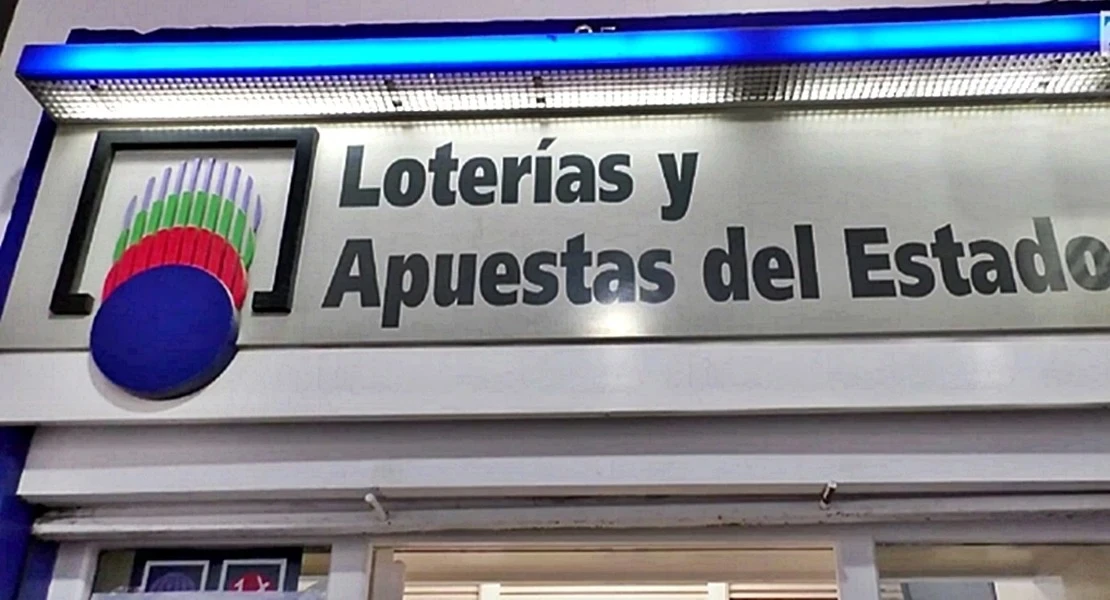 Loterías y
Apuestas del Estado